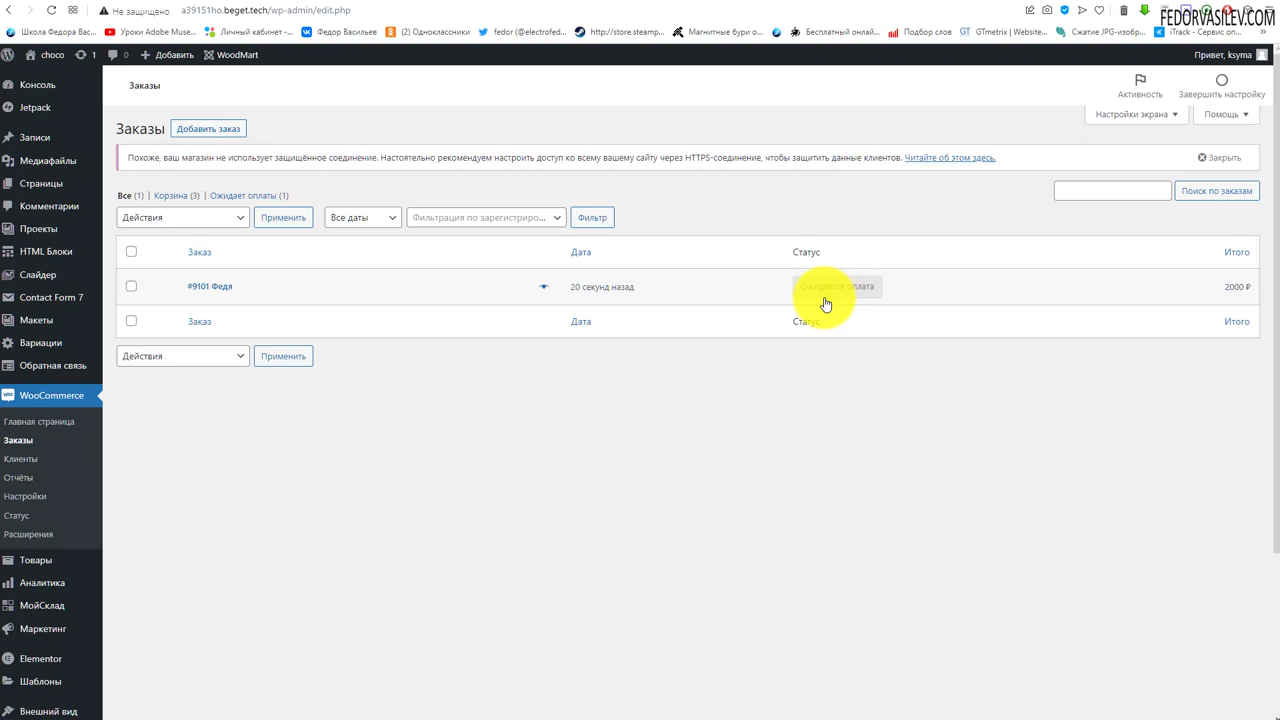 Не защищено a39151ho.beget.tech/wp-admin/edit.php
FEDORVASILEV.COM
Школа Федора Вас... Уроки Adobe Muse... Личный кабинет -... Федор Васильев (2) Одноклассники fedor (@electrofed... http://store.steamp... Магнитные бури о... Бесплатный онлай... Подбор слов GTmetrix | Website... Сжатие JPG-изобр... iTrack - Сервис оп...
choco 1 0 Добавить WoodMart Привет, ksyma
Консоль
Jetpack
Записи
Медиафайлы
Страницы
Комментарии
Проекты
HTML Блоки
Слайдер
Contact Form 7
Макеты
Вариации
Обратная связь
WooCommerce
Главная страница
Заказы
Клиенты
Отчёты
Настройки
Статус
Расширения
Товары
Аналитика
МойСклад
Маркетинг
Elementor
Шаблоны
Внешний вид
Заказы
Активность
Завершить настройку
Настройки экрана
Помощь
Заказы Добавить заказ
Похоже, ваш магазин не использует защищённое соединение. Настоятельно рекомендуем настроить доступ ко всему вашему сайту через HTTPS-соединение, чтобы защитить данные клиентов. Читайте об этом здесь. Закрыть
Все (1) | Корзина (3) | Ожидает оплаты (1)
Поиск по заказам
Действия Применить Все даты Фильтрация по зарегистриро... Фильтр
Заказ Дата Статус Итого
#9101 Федя 20 секунд назад Ожидается оплата 2000 ₽
Заказ Дата Статус Итого
Действия Применить